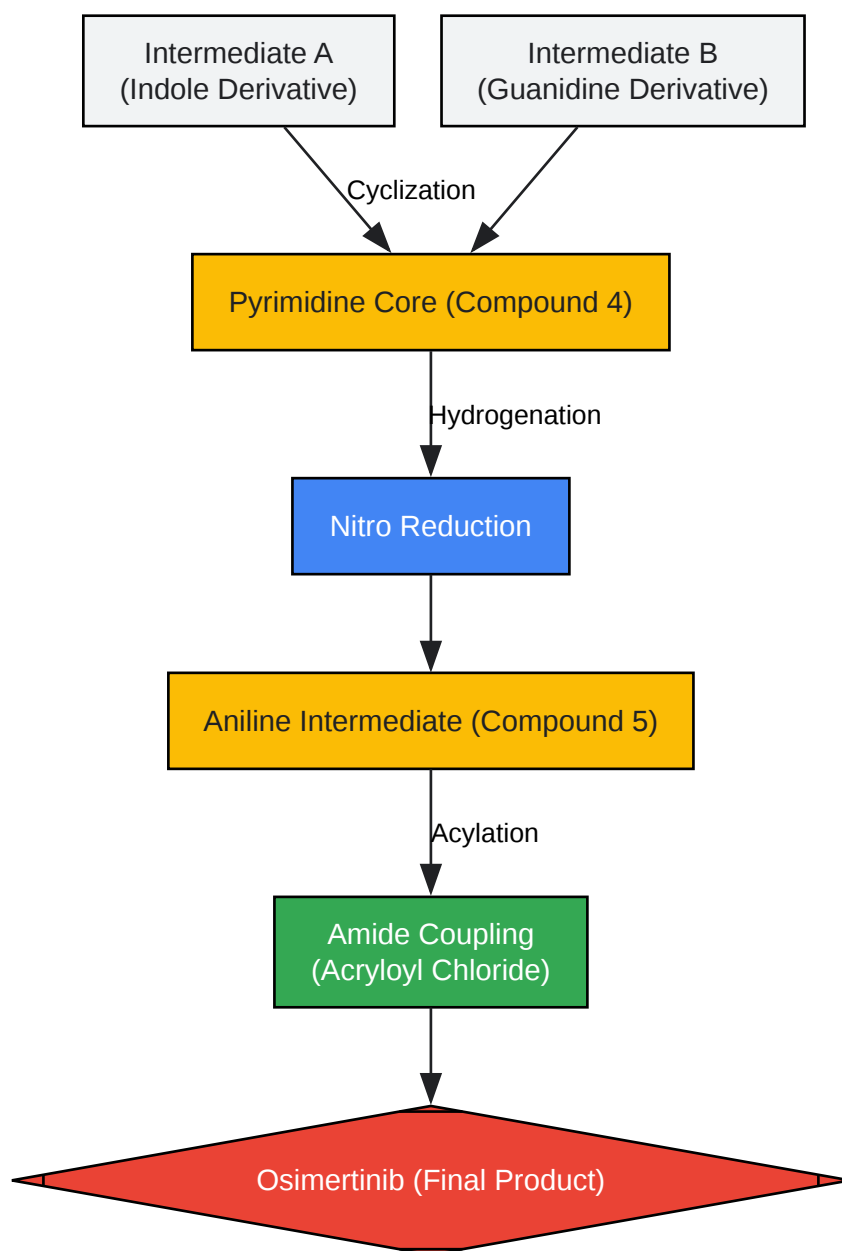 Intermediate A
(Indole Derivative)
Intermediate B
(Guanidine Derivative)
Cyclization
Pyrimidine Core (Compound 4)
Hydrogenation
Nitro Reduction
Aniline Intermediate (Compound 5)
Acylation
Amide Coupling
(Acryloyl Chloride)
Osimertinib (Final Product)